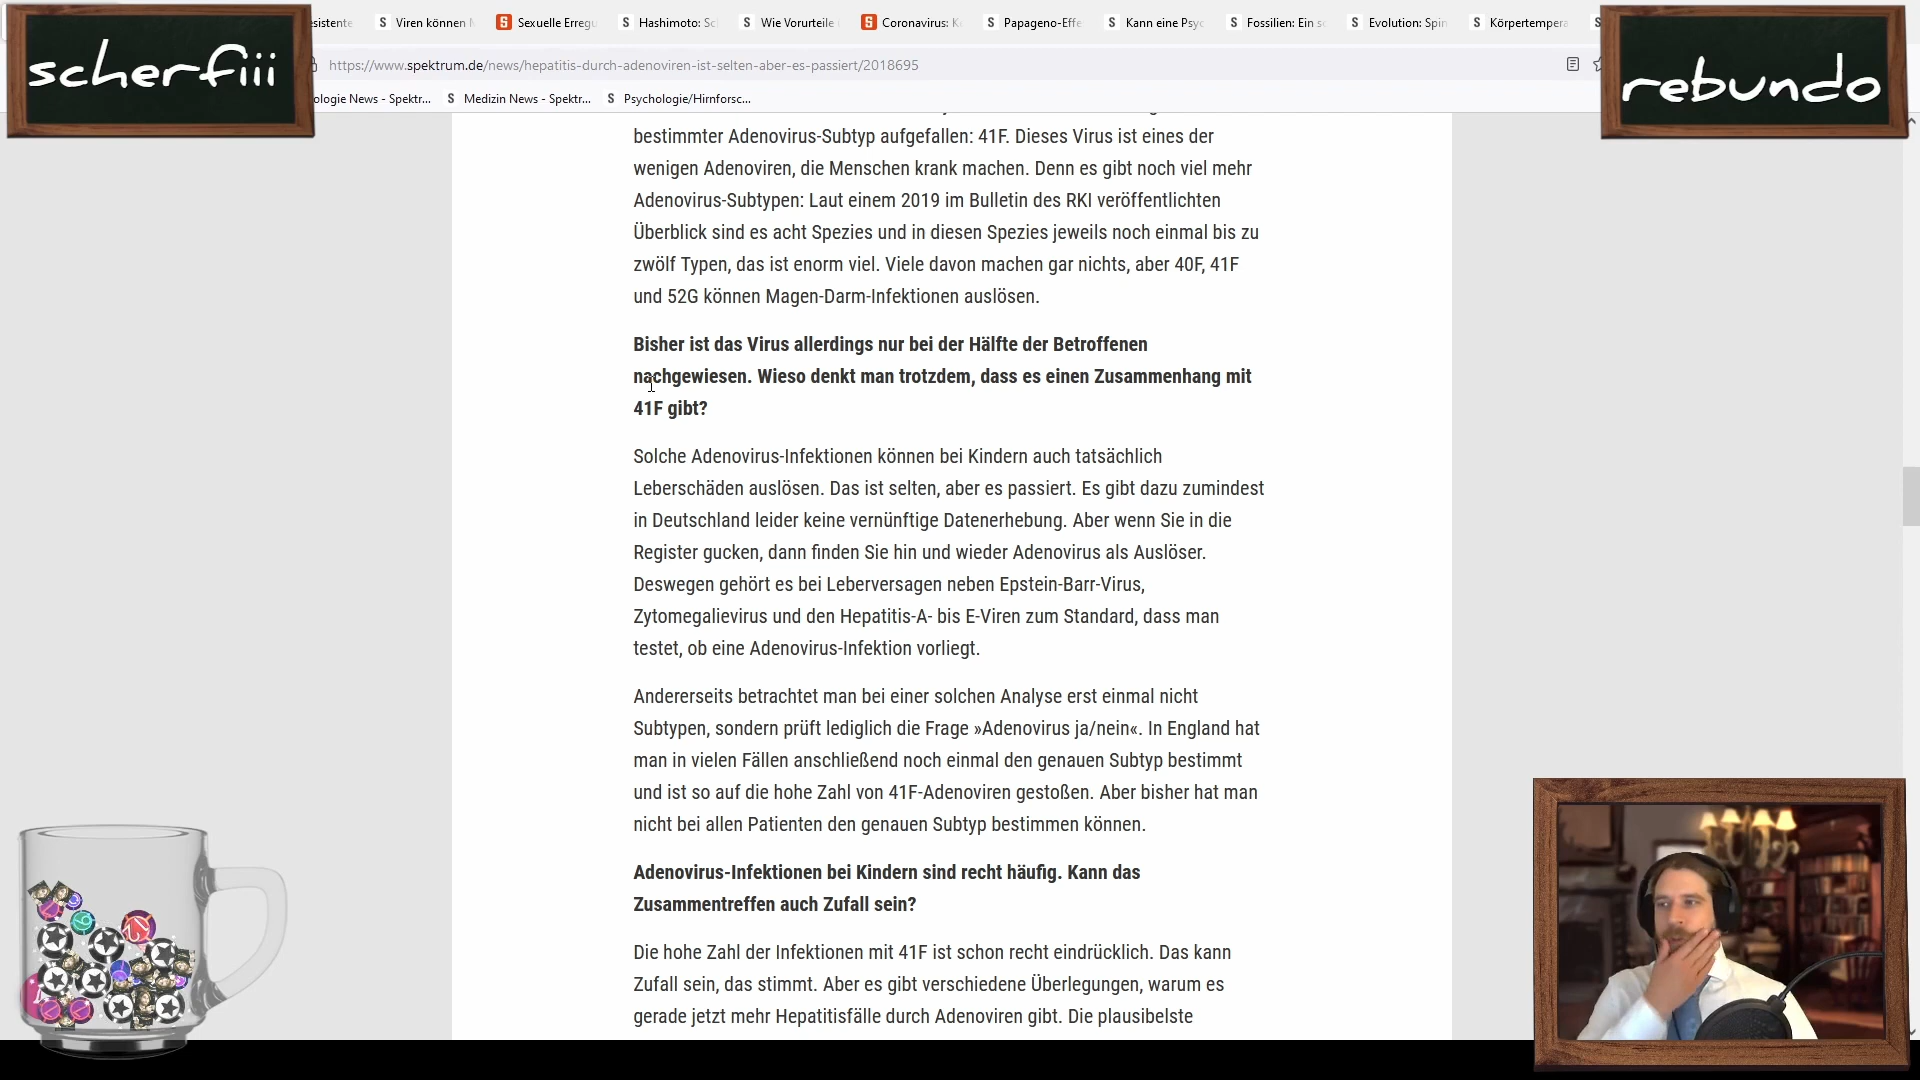 esistente
Viren können
Sexuelle Erregu
Hashimoto: Sc
Wie Vorurteile
Coronavirus: K
Papageno-Effe
Kann eine Psyc
Fossilien: Ein s
Evolution: Spin
Körpertempera
scherfiii
rebundo
https://www.spektrum.de/news/hepatitis-durch-adenoviren-ist-selten-aber-es-passiert/2018695
ologie News - Spektr...
Medizin News - Spektr...
Psychologie/Hirnforsc...
bestimmter Adenovirus-Subtyp aufgefallen: 41F. Dieses Virus ist eines der
wenigen Adenoviren, die Menschen krank machen. Denn es gibt noch viel mehr
Adenovirus-Subtypen: Laut einem 2019 im Bulletin des RKI veröffentlichten
Überblick sind es acht Spezies und in diesen Spezies jeweils noch einmal bis zu
zwölf Typen, das ist enorm viel. Viele davon machen gar nichts, aber 40F, 41F
und 52G können Magen-Darm-Infektionen auslösen.
Bisher ist das Virus allerdings nur bei der Hälfte der Betroffenen
nachgewiesen. Wieso denkt man trotzdem, dass es einen Zusammenhang mit
41F gibt?
Solche Adenovirus-Infektionen können bei Kindern auch tatsächlich
Leberschäden auslösen. Das ist selten, aber es passiert. Es gibt dazu zumindest
in Deutschland leider keine vernünftige Datenerhebung. Aber wenn Sie in die
Register gucken, dann finden Sie hin und wieder Adenovirus als Auslöser.
Deswegen gehört es bei Leberversagen neben Epstein-Barr-Virus,
Zytomegalievirus und den Hepatitis-A- bis E-Viren zum Standard, dass man
testet, ob eine Adenovirus-Infektion vorliegt.
Andererseits betrachtet man bei einer solchen Analyse erst einmal nicht
Subtypen, sondern prüft lediglich die Frage »Adenovirus ja/nein«. In England hat
man in vielen Fällen anschließend noch einmal den genauen Subtyp bestimmt
und ist so auf die hohe Zahl von 41F-Adenoviren gestoßen. Aber bisher hat man
nicht bei allen Patienten den genauen Subtyp bestimmen können.
Adenovirus-Infektionen bei Kindern sind recht häufig. Kann das
Zusammentreffen auch Zufall sein?
Die hohe Zahl der Infektionen mit 41F ist schon recht eindrücklich. Das kann
Zufall sein, das stimmt. Aber es gibt verschiedene Überlegungen, warum es
gerade jetzt mehr Hepatitisfälle durch Adenoviren gibt. Die plausibelste